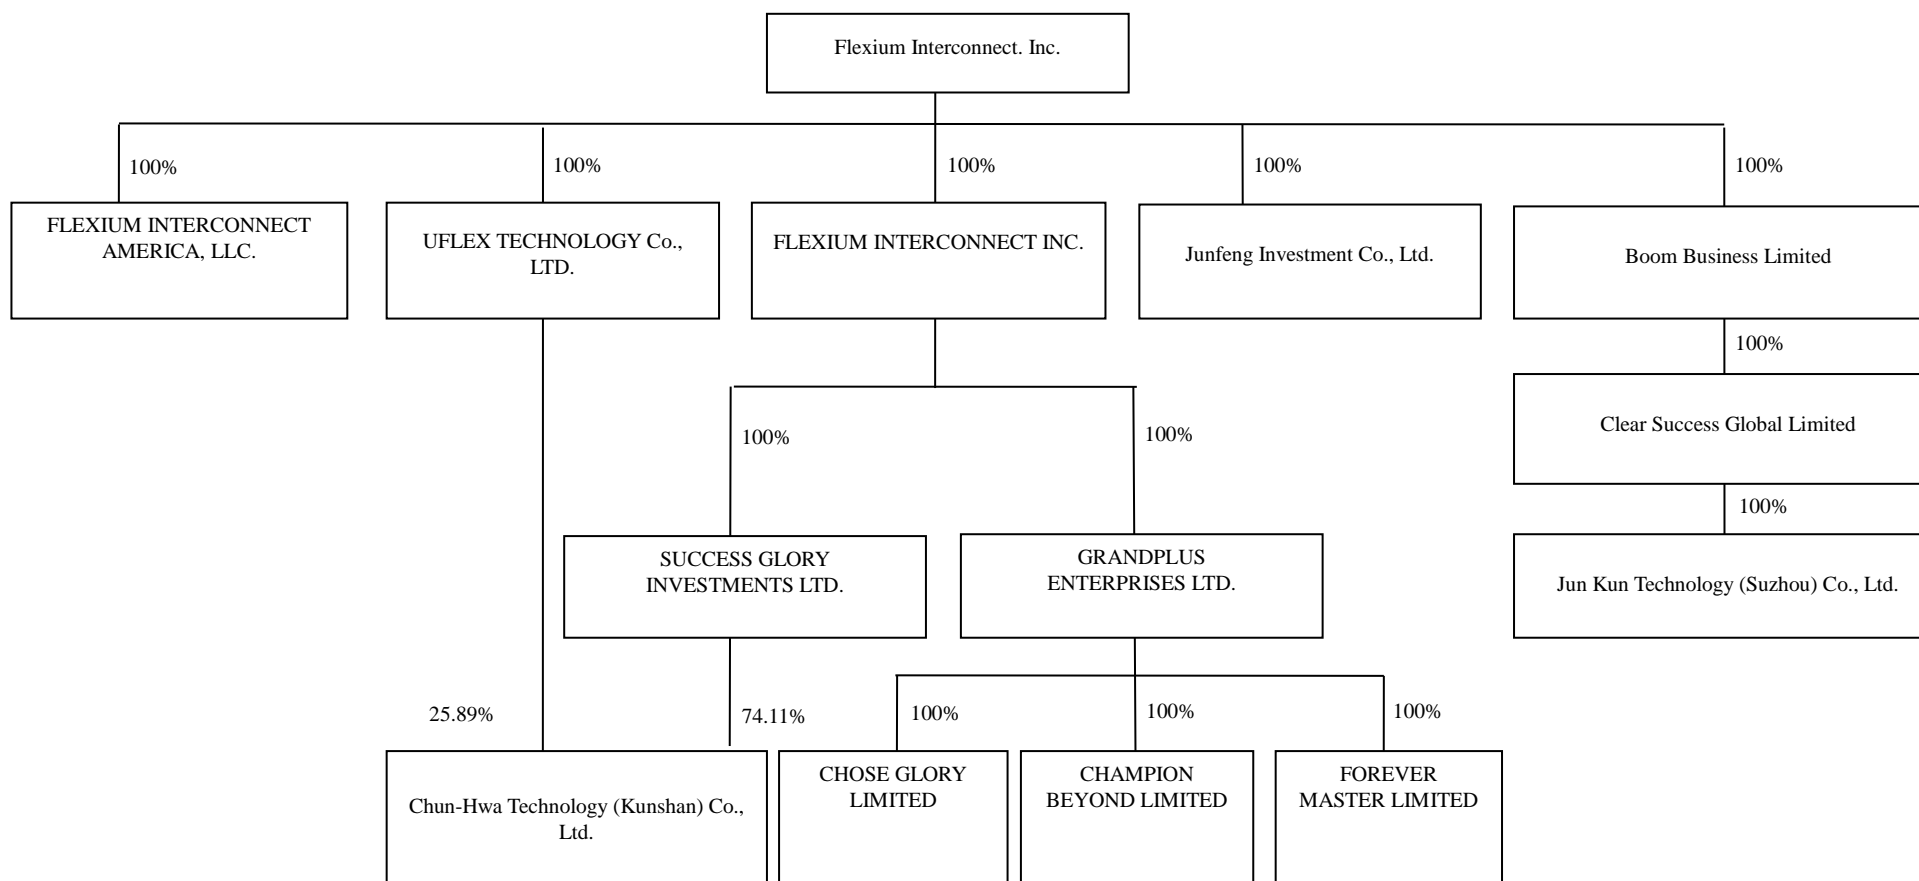 Flexium Interconnect. Inc.
100%
100%
100%
100%
100%
FLEXIUM INTERCONNECT
AMERICA, LLC.
UFLEX TECHNOLOGY Co.,
LTD.
FLEXIUM INTERCONNECT INC.
Junfeng Investment Co., Ltd.
Boom Business Limited
100%
Clear Success Global Limited
100%
100%
100%
SUCCESS GLORY
INVESTMENTS LTD.
GRANDPLUS
ENTERPRISES LTD.
Jun Kun Technology (Suzhou) Co., Ltd.
25.89%
74.11%
100%
100%
100%
Chun-Hwa Technology (Kunshan) Co.,
Ltd.
CHOSE GLORY
LIMITED
CHAMPION
BEYOND LIMITED
FOREVER
MASTER LIMITED